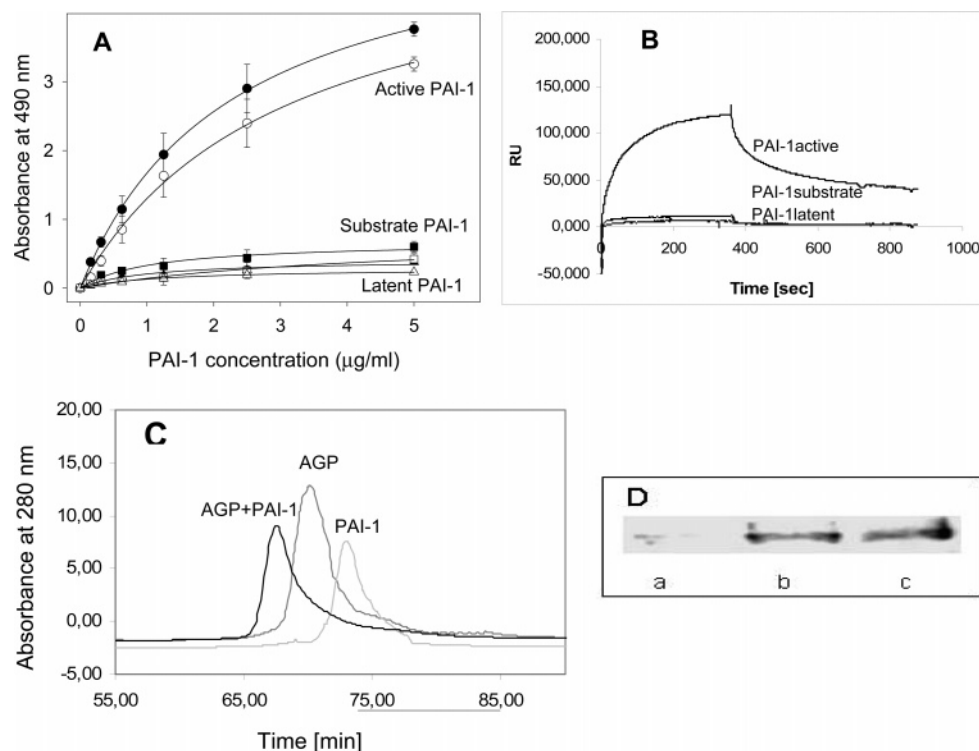 A
Absorbance at 490 nm
3
2
1
0
Active PAI-1
Substrate PAI-1
Latent PAI-1
0
1
2
3
4
5
PAI-1 concentration (μg/ml)
B
RU
200,000
150,000
100,000
50,000
0,000
-50,000
PAI-1active
PAI-1substrate
PAI-1latent
0
200
400
600
800
1000
Time [sec]
C
Absorbance at 280 nm
20,00
15,00
10,00
5,00
0,00
-5,00
AGP+PAI-1
AGP
PAI-1
55,00
65,00
75,00
85,00
Time [min]
D
a
b
c